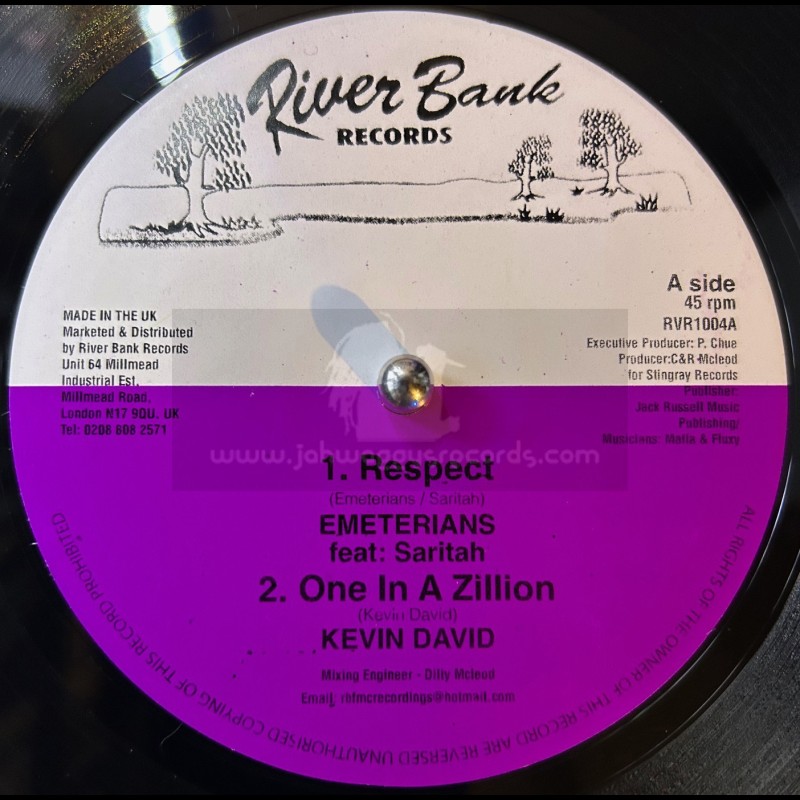 River Bank
RECORDS
A side
45 rpm
RVR1004A
Executive Producer: P. Chue
Producer:C&R Mcleod
for Stingray Records
Publisher:
Jack Russell Music
Publishing/
Musicians: Mafia & Fluxy
MADE IN THE UK
Marketed & Distributed
by River Bank Records
Unit 64 Millmead
Industrial Est.
Millmead Road,
London N17 9QU. UK
Tel: 0208 808 2571
www.jahwaggysrecords.com
1. Respect
(Emeterians / Saritah)
EMETERIANS
feat: Saritah
2. One In A Zillion
(Kevin David)
KEVIN DAVID
Mixing Engineer - Dilly Mcleod
Email: rbfmcrecordings@hotmail.com
ALL RIGHTS OF THE OWNER OF THIS RECORD ARE REVERSED UNAUTHORISED COPYING OF THIS RECORD PROHIBITED